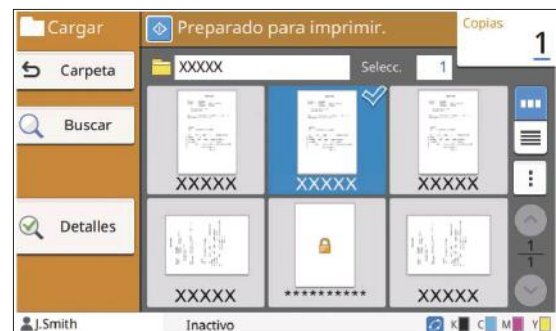 Cargar
Preparado para imprimir.
Copias
1
Carpeta
XXXXX
Selecc.
1
Buscar
XXXXX
XXXXX
XXXXX
Detalles
1
1
XXXXX
**********
XXXXX
J.Smith
Inactivo
K
C
M
Y